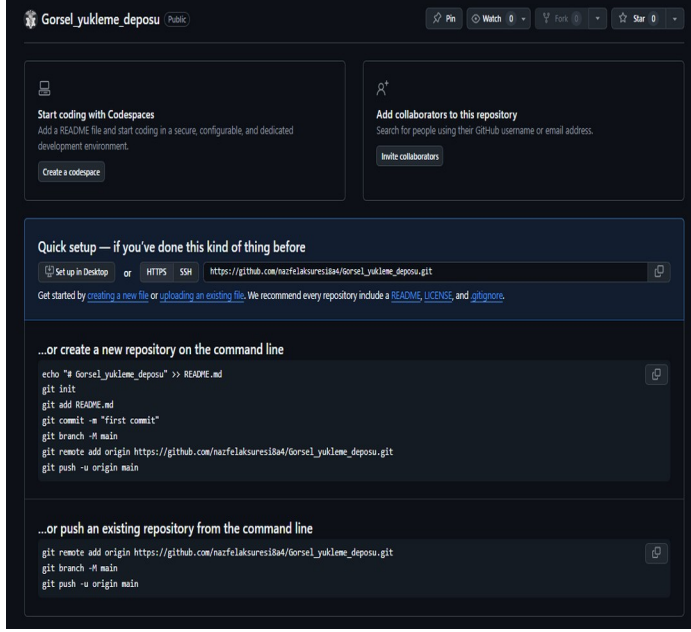 Gorsel_yukleme_deposu Public
Pin Watch 0 Fork 0 Star 0
Start coding with Codespaces
Add a README file and start coding in a secure, configurable, and dedicated
development environment.
Create a codespace
Add collaborators to this repository
Search for people using their GitHub username or email address.
Invite collaborators
Quick setup — if you've done this kind of thing before
Set up in Desktop or HTTPS SSH https://github.com/nazfelaksuresi8a4/Gorsel_yukleme_deposu.git
Get started by creating a new file or uploading an existing file. We recommend every repository include a README, LICENSE, and .gitignore.
...or create a new repository on the command line
echo "# Gorsel_yukleme_deposu" >> README.md
git init
git add README.md
git commit -m "first commit"
git branch -M main
git remote add origin https://github.com/nazfelaksuresi8a4/Gorsel_yukleme_deposu.git
git push -u origin main
...or push an existing repository from the command line
git remote add origin https://github.com/nazfelaksuresi8a4/Gorsel_yukleme_deposu.git
git branch -M main
git push -u origin main